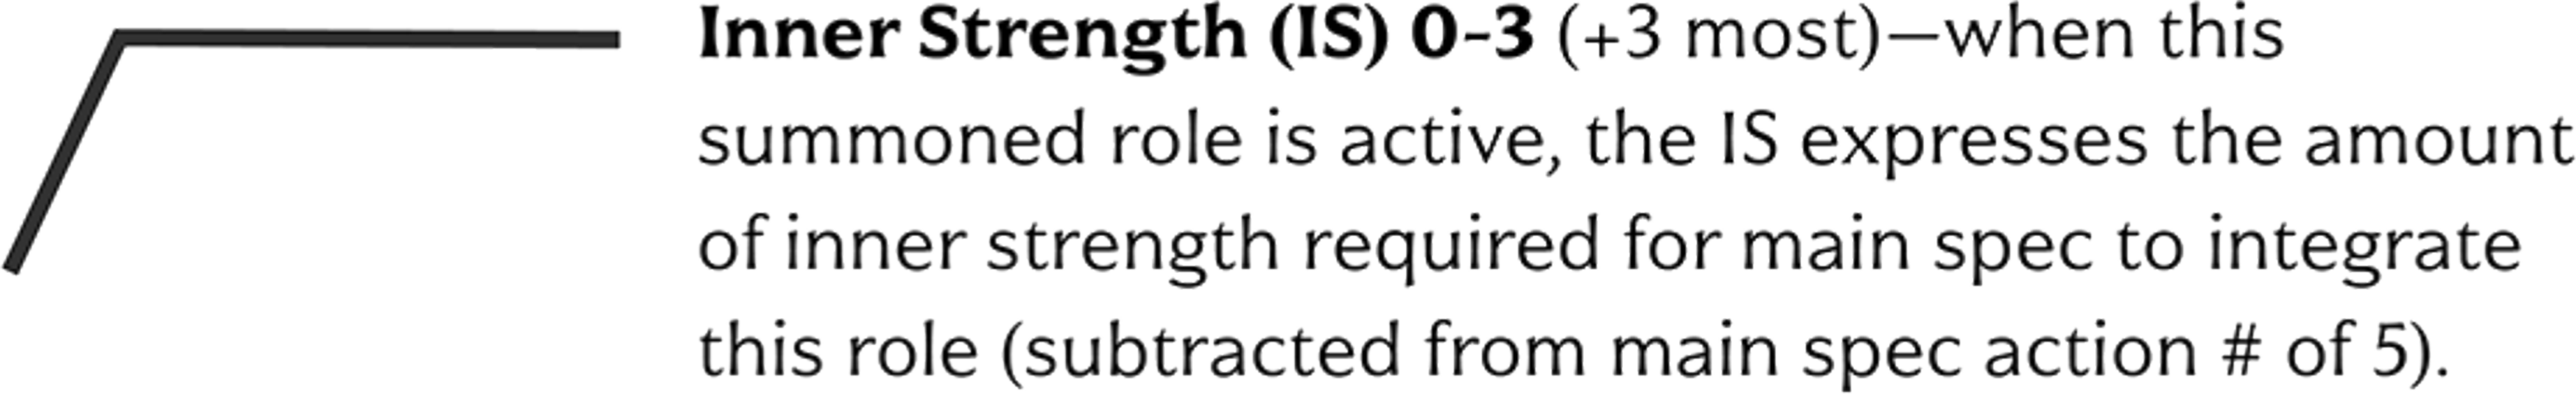 Inner Strength (IS) 0-3 (+3 most)—when this
summoned role is active, the IS expresses the amount
of inner strength required for main spec to integrate
this role (subtracted from main spec action # of 5).